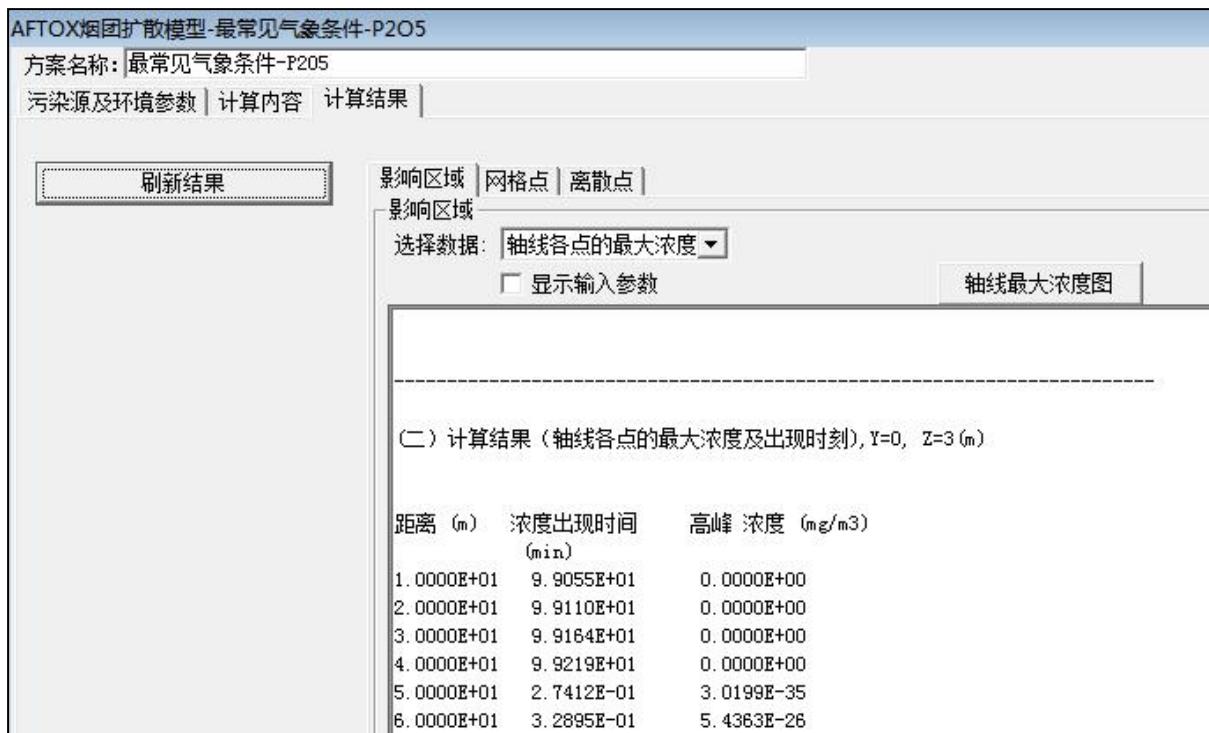 AFTOX烟团扩散模型-最常见气象条件-P2O5
方案名称: 最常见气象条件-P2O5
污染源及环境参数 计算内容 计算结果
刷新结果
影响区域 网格点 离散点
影响区域
选择数据: 轴线各点的最大浓度
显示输入参数
轴线最大浓度图
-----------------------------------------------------------------------
(二)计算结果(轴线各点的最大浓度及出现时刻),Y=0, Z=3(m)
距离 (m) 浓度出现时间 高峰 浓度 (mg/m3)
(min)
1.0000E+01 9.9055E+01 0.0000E+00
2.0000E+01 9.9110E+01 0.0000E+00
3.0000E+01 9.9164E+01 0.0000E+00
4.0000E+01 9.9219E+01 0.0000E+00
5.0000E+01 2.7412E-01 3.0199E-35
6.0000E+01 3.2895E-01 5.4363E-26